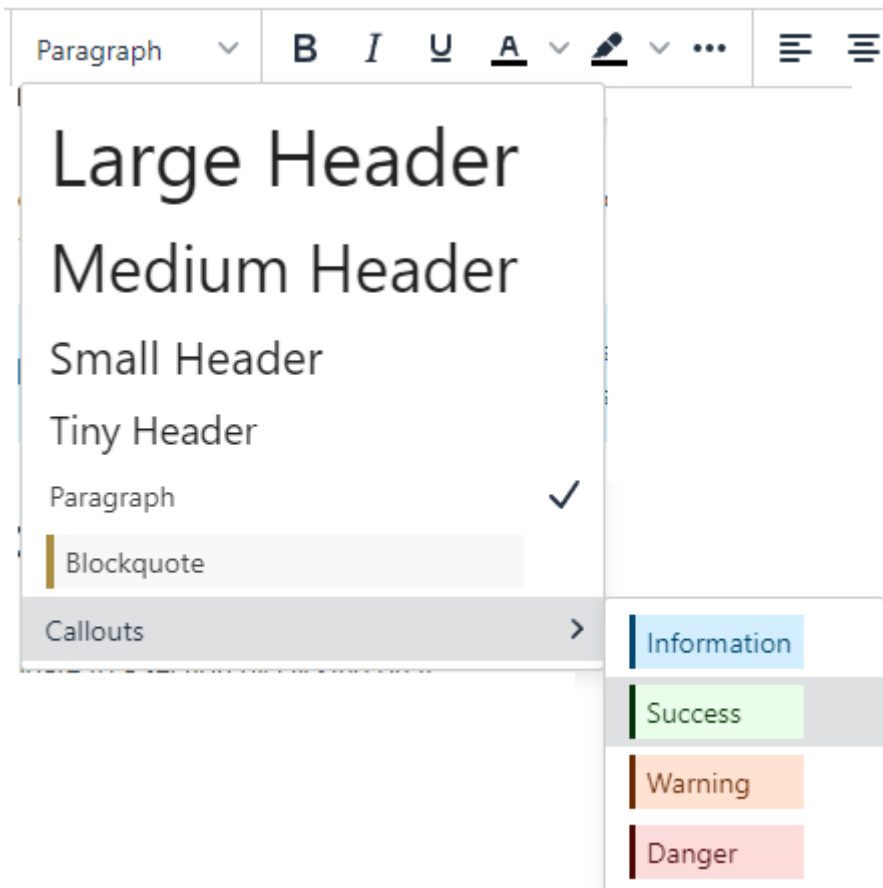 Paragraph B I U A
Large Header
Medium Header
Small Header
Tiny Header
Paragraph
Blockquote
Callouts
Information
Success
Warning
Danger